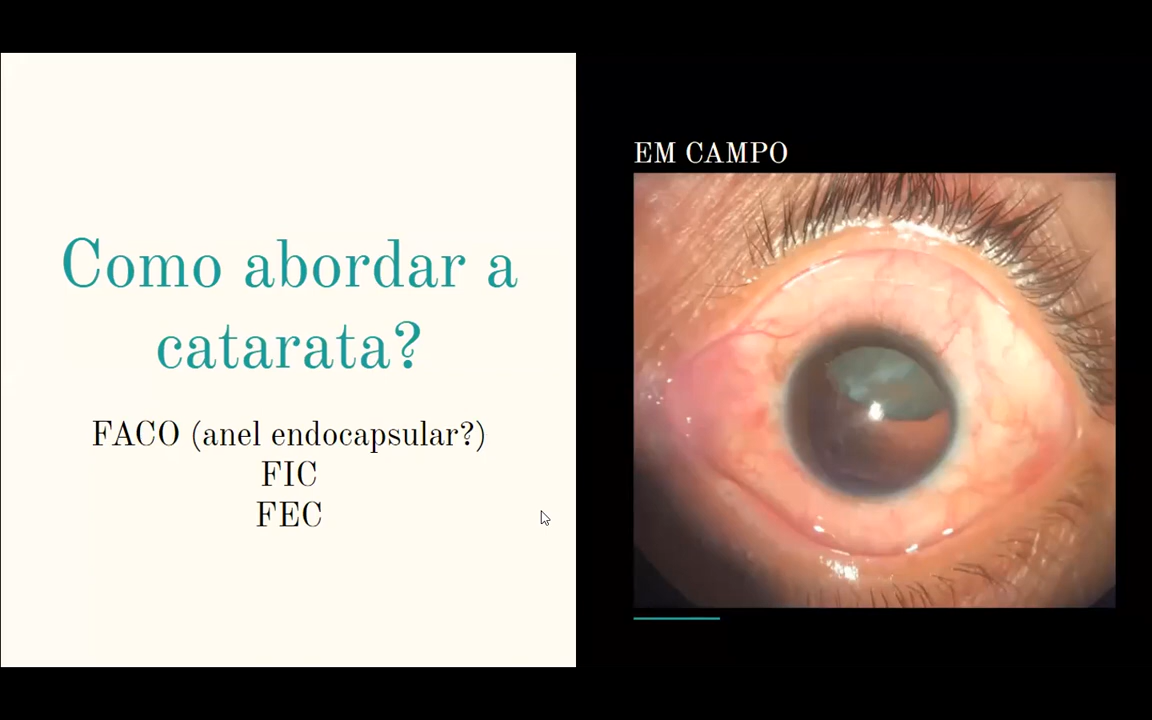 Como abordar a
catarata?
FACO (anel endocapsular?)
FIC
FEC
EM CAMPO